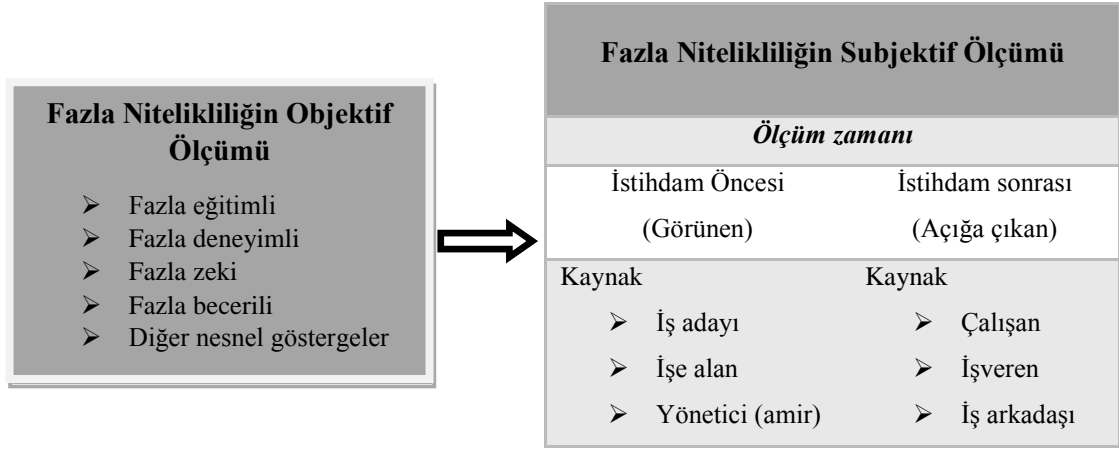 Fazla Nitelikliliğin Objektif
Ölçümü
➢ Fazla eğitimli
➢ Fazla deneyimli
➢ Fazla zeki
➢ Fazla becerili
➢ Diğer nesnel göstergeler
Fazla Nitelikliliğin Subjektif Ölçümü
Ölçüm zamanı
İstihdam Öncesi
(Görünen)
İstihdam sonrası
(Açığa çıkan)
Kaynak
➢ İş adayı
➢ İşe alan
➢ Yönetici (amir)
Kaynak
➢ Çalışan
➢ İşveren
➢ İş arkadaşı